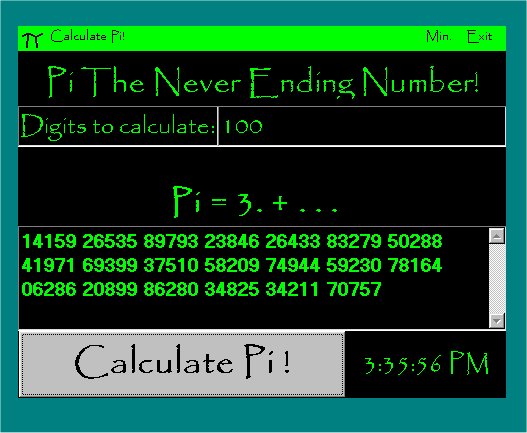 Calculate Pi! Min. Exit
Pi The Never Ending Number!
Digits to calculate: 100
Pi = 3. + . . .
14159 26535 89793 23846 26433 83279 50288
41971 69399 37510 58209 74944 59230 78164
06286 20899 86280 34825 34211 70757
Calculate Pi ! 3:35:56 PM